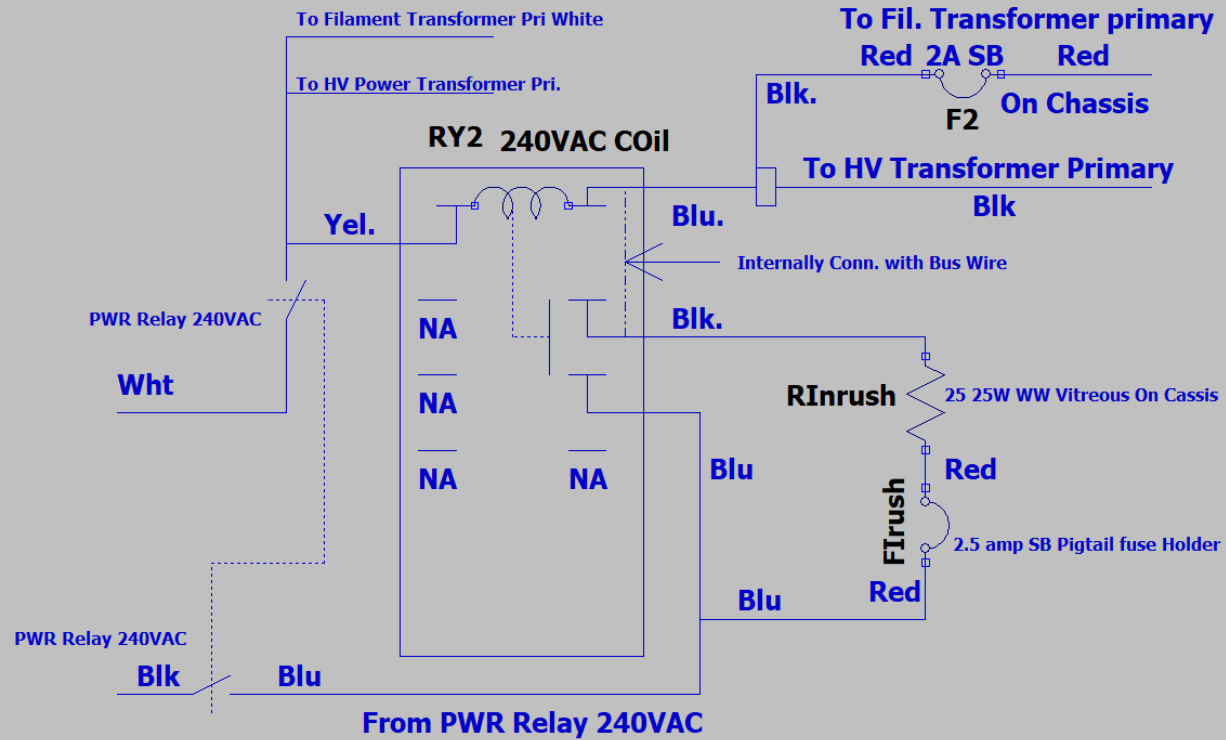 To Filament Transformer Pri White
To Fil. Transformer primary
Red 2A SB Red
To HV Power Transformer Pri.
Blk.
On Chassis
F2
RY2 240VAC COil
To HV Transformer Primary
Blk
Yel.
Blu.
Internally Conn. with Bus Wire
PWR Relay 240VAC
NA
Blk.
Wht
NA
RInrush
25 25W WW Vitreous On Cassis
NA
NA
Blu
Red
FIrush
2.5 amp SB Pigtail fuse Holder
Red
Blu
PWR Relay 240VAC
Blk
Blu
From PWR Relay 240VAC